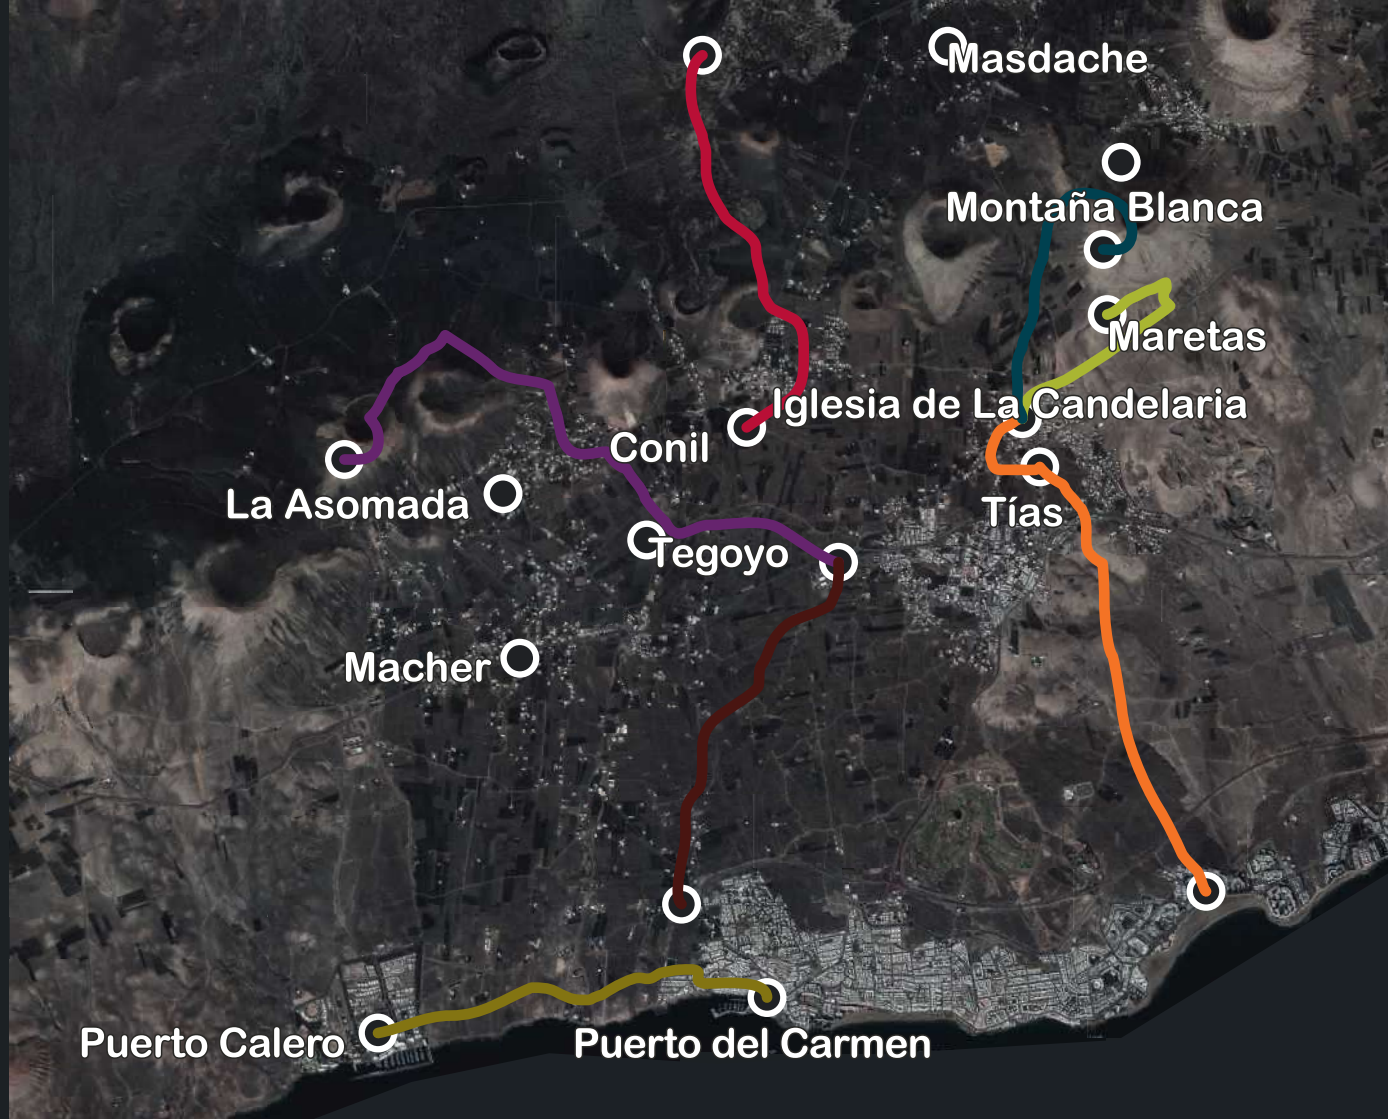 Masdache
Montaña Blanca
Maretas
Iglesia de La Candelaria
Conil
La Asomada
Tías
Tegoyo
Macher
Puerto Calero
Puerto del Carmen